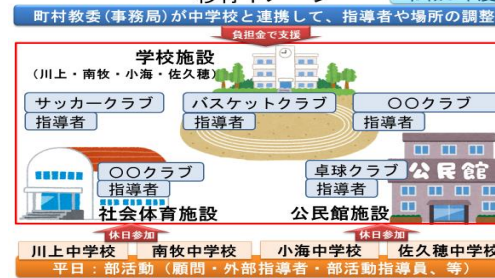 町村教委(事務局)が中学校と連携して、指導者や場所の調整
負担金で支援
学校施設
(川上・南牧・小海・佐久穂)
サッカークラブ
指導者
バスケットクラブ
指導者
〇〇クラブ
指導者
〇〇クラブ
指導者
卓球クラブ
指導者
公民館
社会体育施設
公民館施設
休日参加
休日参加
川上中学校
南牧中学校
小海中学校
佐久穂中学校
平日:部活動(顧問・外部指導者・部活動指導員、等)